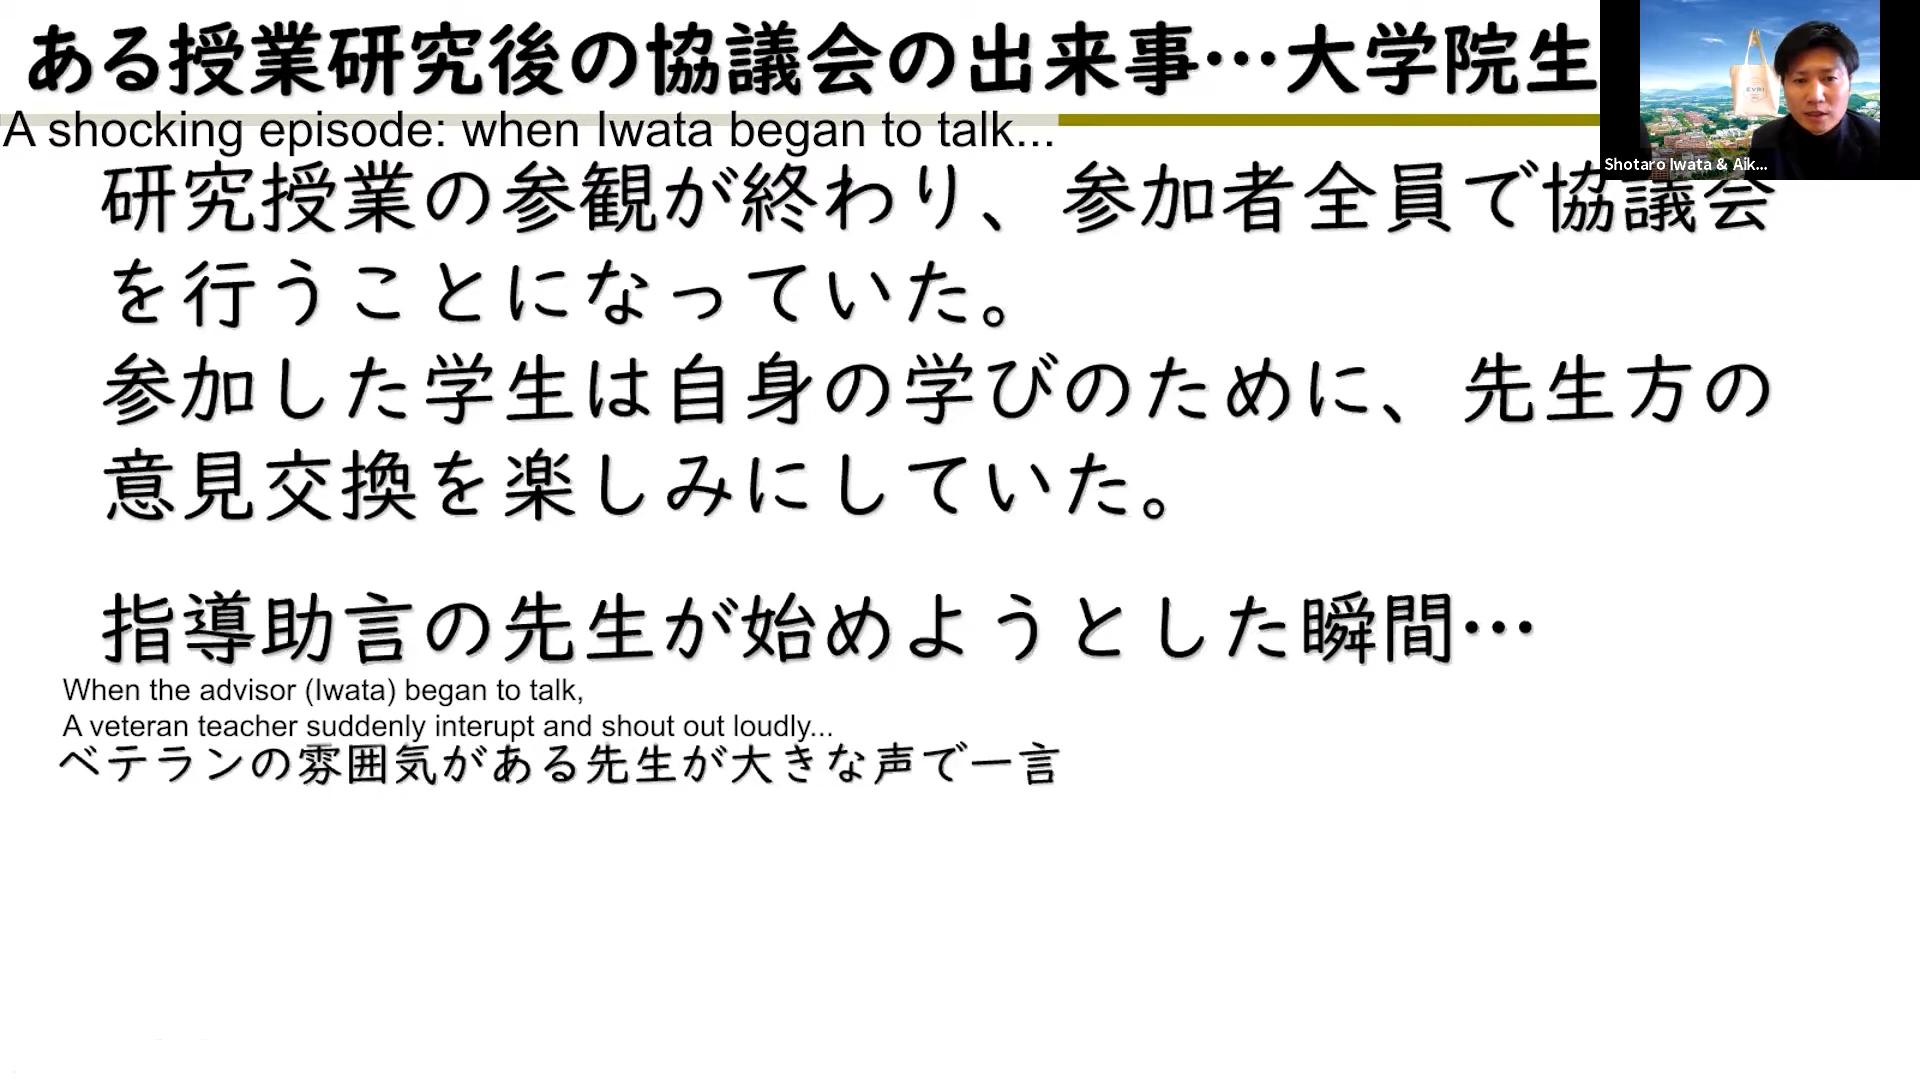 ある授業研究後の協議会の出来事…大学院生
A shocking episode: when Iwata began to talk...
EVRI
Shotaro Iwata & Aik...
研究授業の参観が終わり、参加者全員で協議会
を行うことになっていた。
参加した学生は自身の学びのために、先生方の
意見交換を楽しみにしていた。
指導助言の先生が始めようとした瞬間…
When the advisor (Iwata) began to talk,
A veteran teacher suddenly interupt and shout out loudly...
ベテランの雰囲気がある先生が大きな声で一言